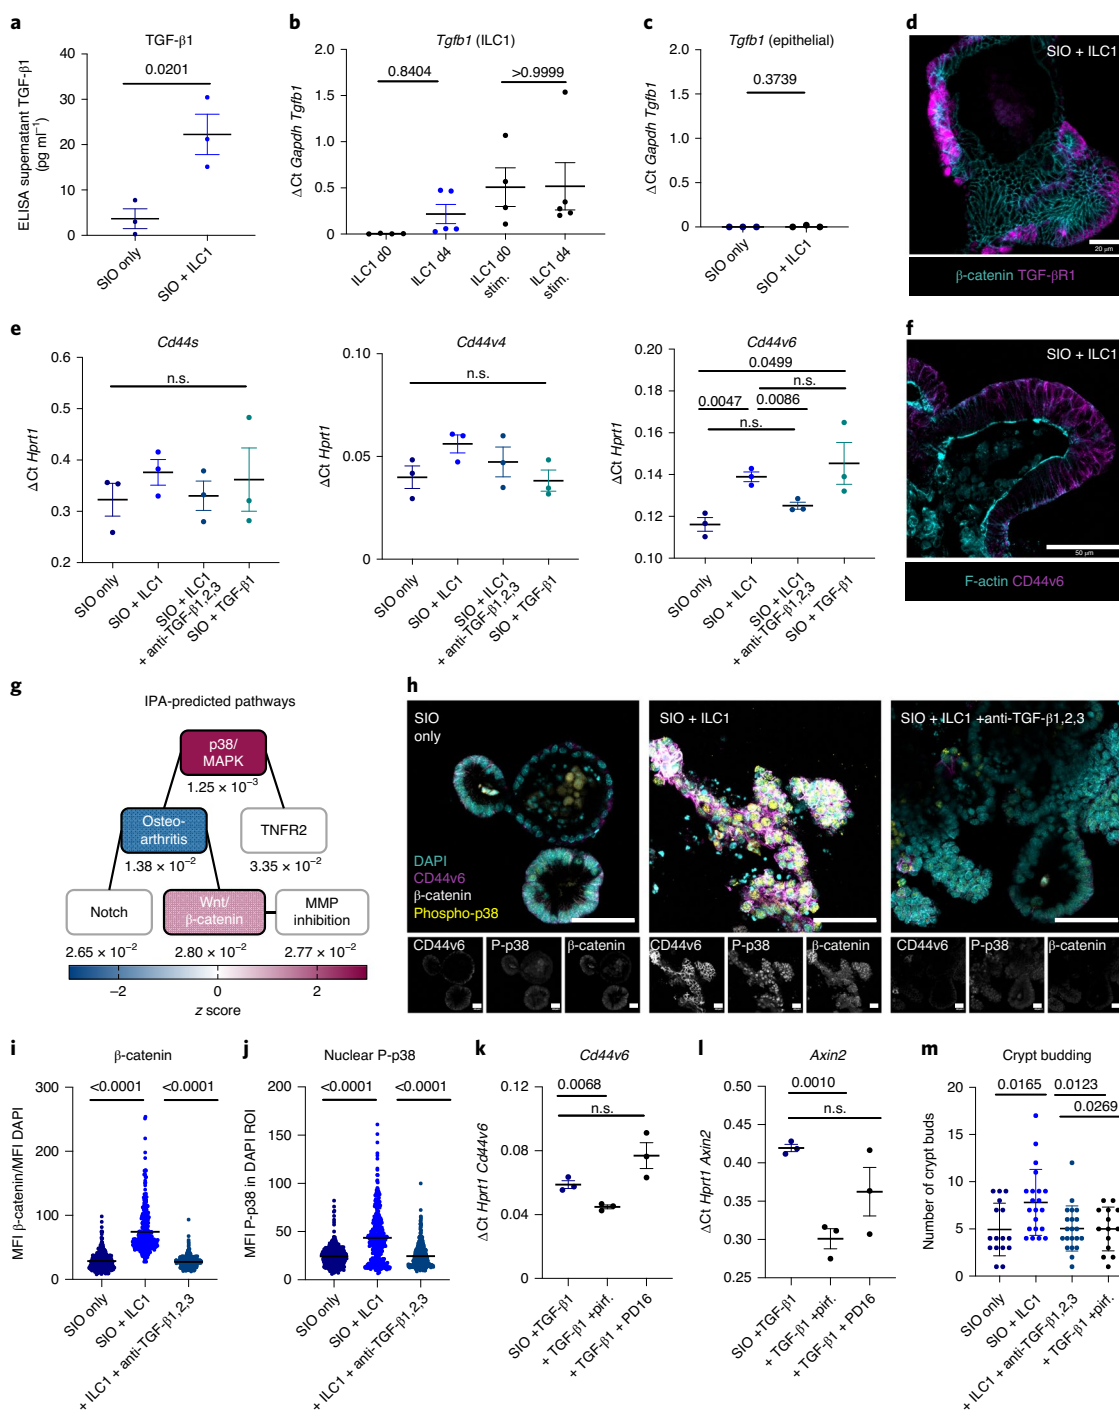 a
TGF-β1
0.0201
ELISA supernatant TGF-β1
(pg ml−1)
40
30
20
10
0
SIO only
SIO + ILC1
b
Tgfb1 (ILC1)
0.8404
>0.9999
ΔCt Gapdh Tgfb1
2.0
1.5
1.0
0.5
0
ILC1 d0
ILC1 d4
ILC1 d0
stim.
ILC1 d4
stim.
c
Tgfb1 (epithelial)
0.3739
ΔCt Gapdh Tgfb1
2.0
1.5
1.0
0.5
0
SIO only
SIO + ILC1
d
SIO + ILC1
20 μm
β-catenin TGF-βR1
e
Cd44s
n.s.
ΔCt Hprt1
0.6
0.5
0.4
0.3
0.2
SIO only
SIO + ILC1
SIO + ILC1
+ anti-TGF-β1,2,3
SIO + TGF-β1
Cd44v4
n.s.
ΔCt Hprt1
0.10
0.05
0
SIO only
SIO + ILC1
SIO + ILC1
+ anti-TGF-β1,2,3
SIO + TGF-β1
Cd44v6
0.0499
n.s.
0.0047
0.0086
n.s.
ΔCt Hprt1
0.20
0.18
0.16
0.14
0.12
0.10
SIO only
SIO + ILC1
SIO + ILC1
+ anti-TGF-β1,2,3
SIO + TGF-β1
f
SIO + ILC1
50 μm
F-actin CD44v6
g
IPA-predicted pathways
p38/
MAPK
1.25 × 10−3
Osteo-
arthritis
TNFR2
1.38 × 10−2
3.35 × 10−2
Notch
Wnt/
β-catenin
MMP
inhibition
2.65 × 10−2
2.80 × 10−2
2.77 × 10−2
−2
0
2
z score
h
SIO
only
DAPI
CD44v6
β-catenin
Phospho-p38
SIO + ILC1
SIO + ILC1 +anti-TGF-β1,2,3
CD44v6
P-p38
β-catenin
CD44v6
P-p38
β-catenin
CD44v6
P-p38
β-catenin
i
β-catenin
<0.0001
<0.0001
MFI β-catenin/MFI DAPI
300
200
100
50
0
SIO only
SIO + ILC1
+ ILC1 + anti-TGF-β1,2,3
j
Nuclear P-p38
<0.0001
<0.0001
MFI P-p38 in DAPI ROI
200
150
100
50
0
SIO only
SIO + ILC1
+ ILC1 + anti-TGF-β1,2,3
k
Cd44v6
0.0068
n.s.
ΔCt Hprt1 Cd44v6
0.12
0.08
0.04
0
SIO +TGF-β1
+ TGF-β1 +pirf.
+ TGF-β1 + PD16
l
Axin2
0.0010
n.s.
ΔCt Hprt1 Axin2
0.50
0.45
0.40
0.35
0.30
0.25
SIO +TGF-β1
+ TGF-β1 +pirf.
+ TGF-β1 + PD16
m
Crypt budding
0.0165
0.0123
0.0269
Number of crypt buds
20
15
10
5
0
SIO only
SIO + ILC1
+ ILC1 + anti-TGF-β1,2,3
+ TGF-β1 +pirf.